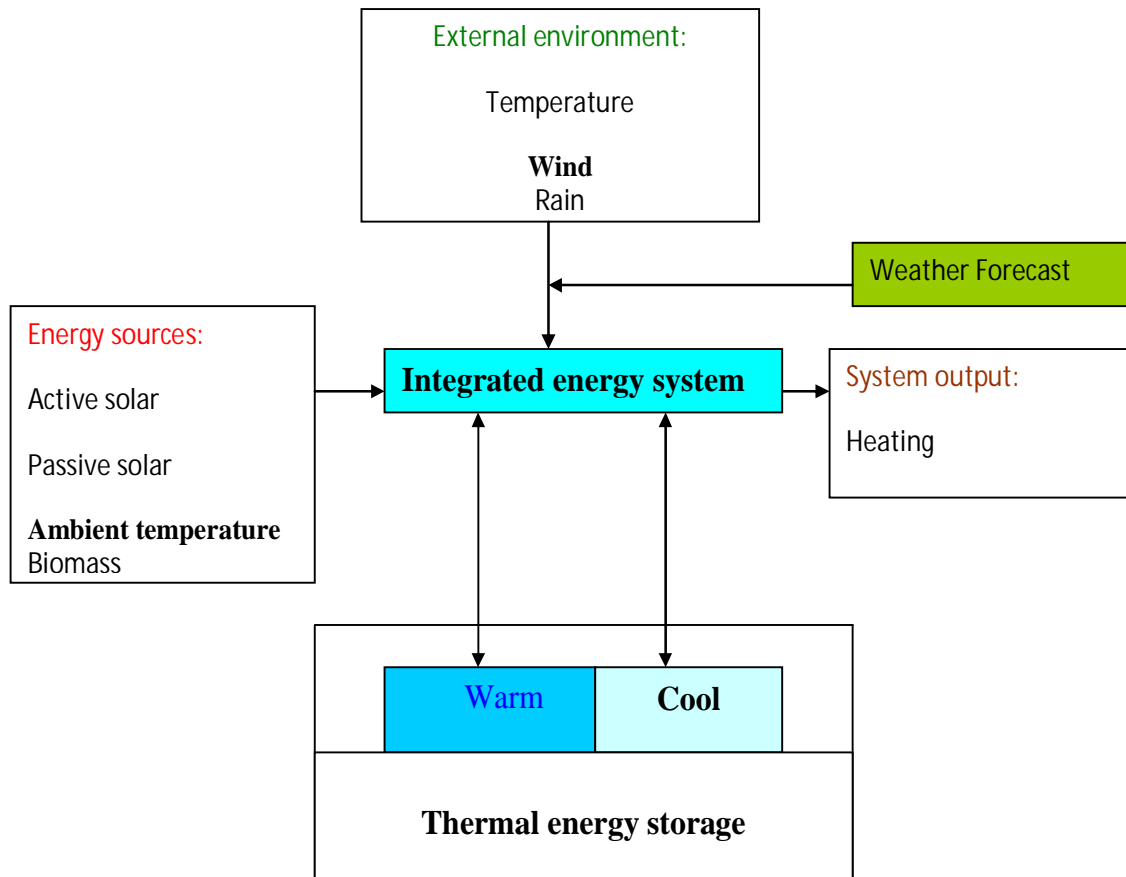 External environment:
Temperature
Wind
Rain
Weather Forecast
Energy sources:
Active solar
Passive solar
Ambient temperature
Biomass
Integrated energy system
System output:
Heating
Warm
Cool
Thermal energy storage